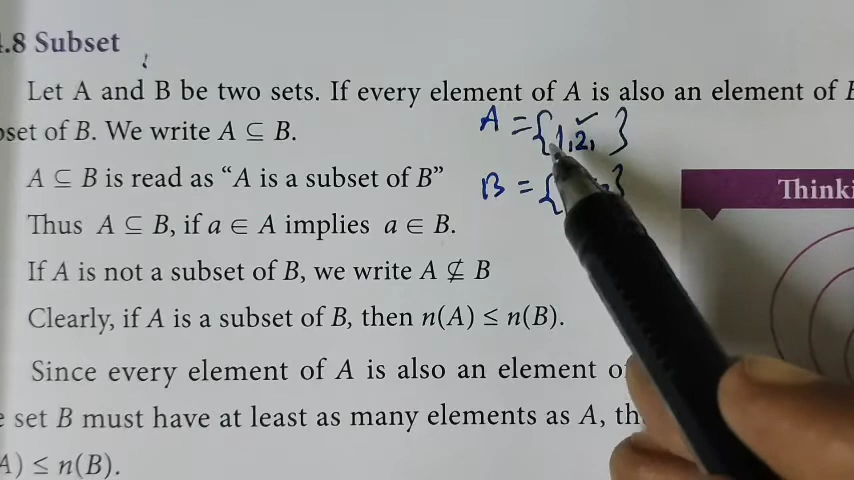 .8 Subset
Let A and B be two sets. If every element of A is also an element of B
set of B. We write A ⊆ B.
A = {1,2, }
A ⊆ B is read as “A is a subset of B”
B = {
Thinki
Thus A ⊆ B, if a ∈ A implies a ∈ B.
If A is not a subset of B, we write A ⊈ B
Clearly, if A is a subset of B, then n(A) ≤ n(B).
Since every element of A is also an element o
set B must have at least as many elements as A, th
A) ≤ n(B).